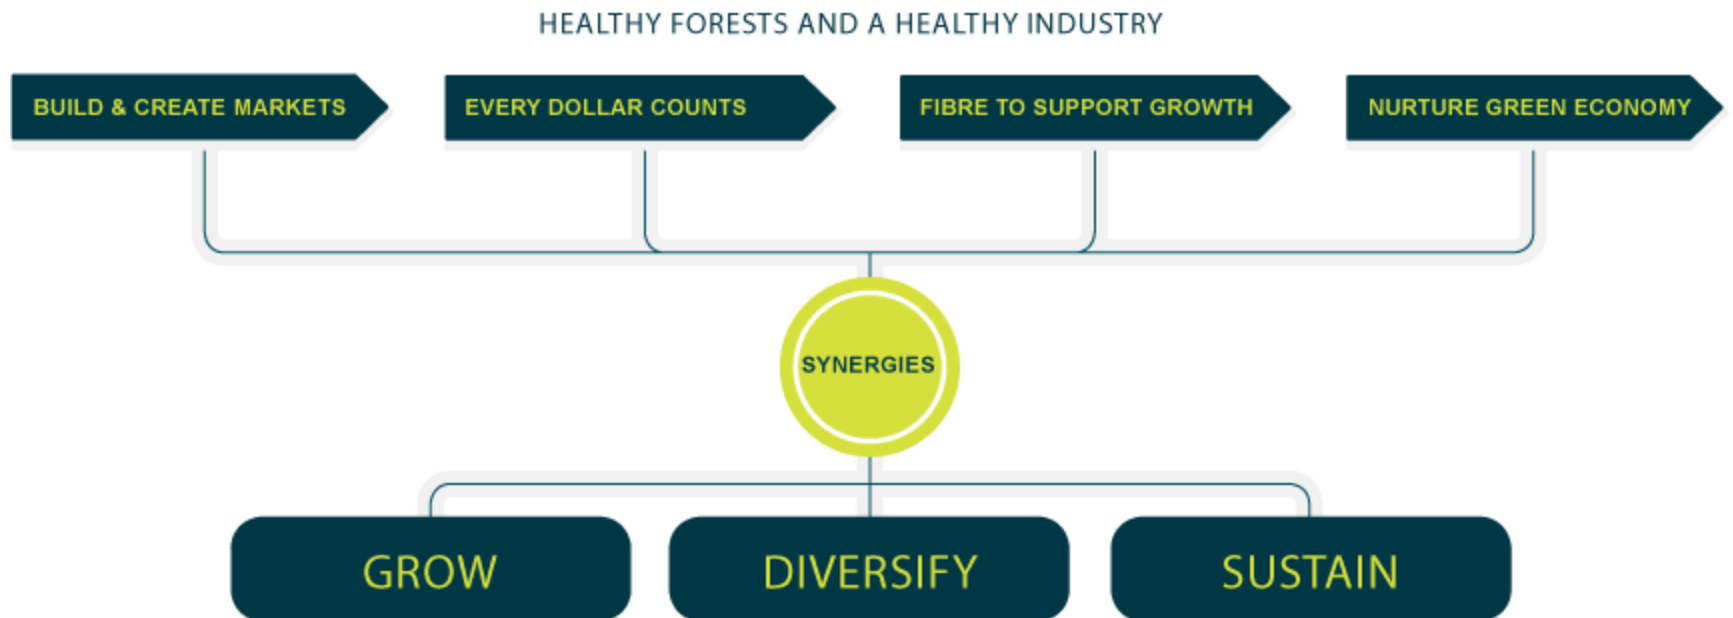 HEALTHY FORESTS AND A HEALTHY INDUSTRY
BUILD & CREATE MARKETS
EVERY DOLLAR COUNTS
FIBRE TO SUPPORT GROWTH
NURTURE GREEN ECONOMY
SYNERGIES
GROW
DIVERSIFY
SUSTAIN